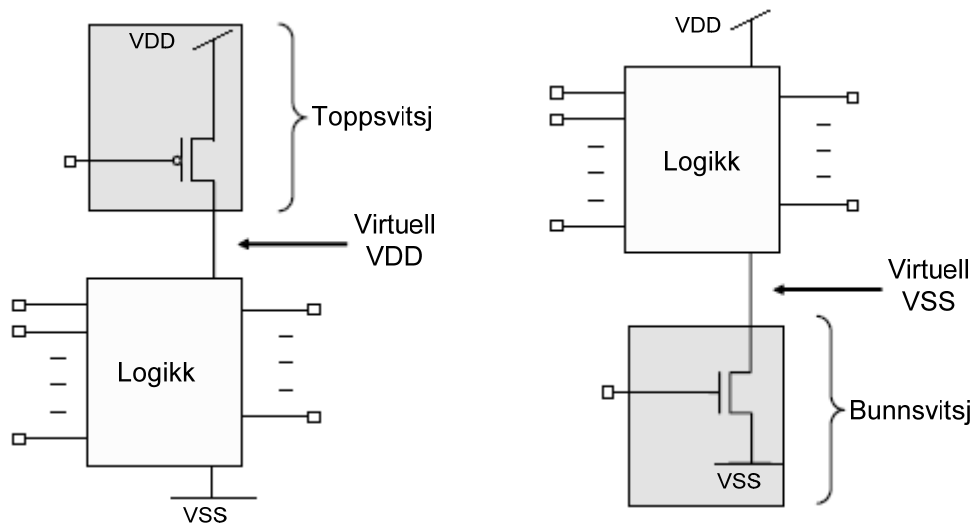 VDD
Toppsvitsj
Virtuell
VDD
Logikk
VSS
VDD
Logikk
Virtuell
VSS
Bunnsvitsj
VSS